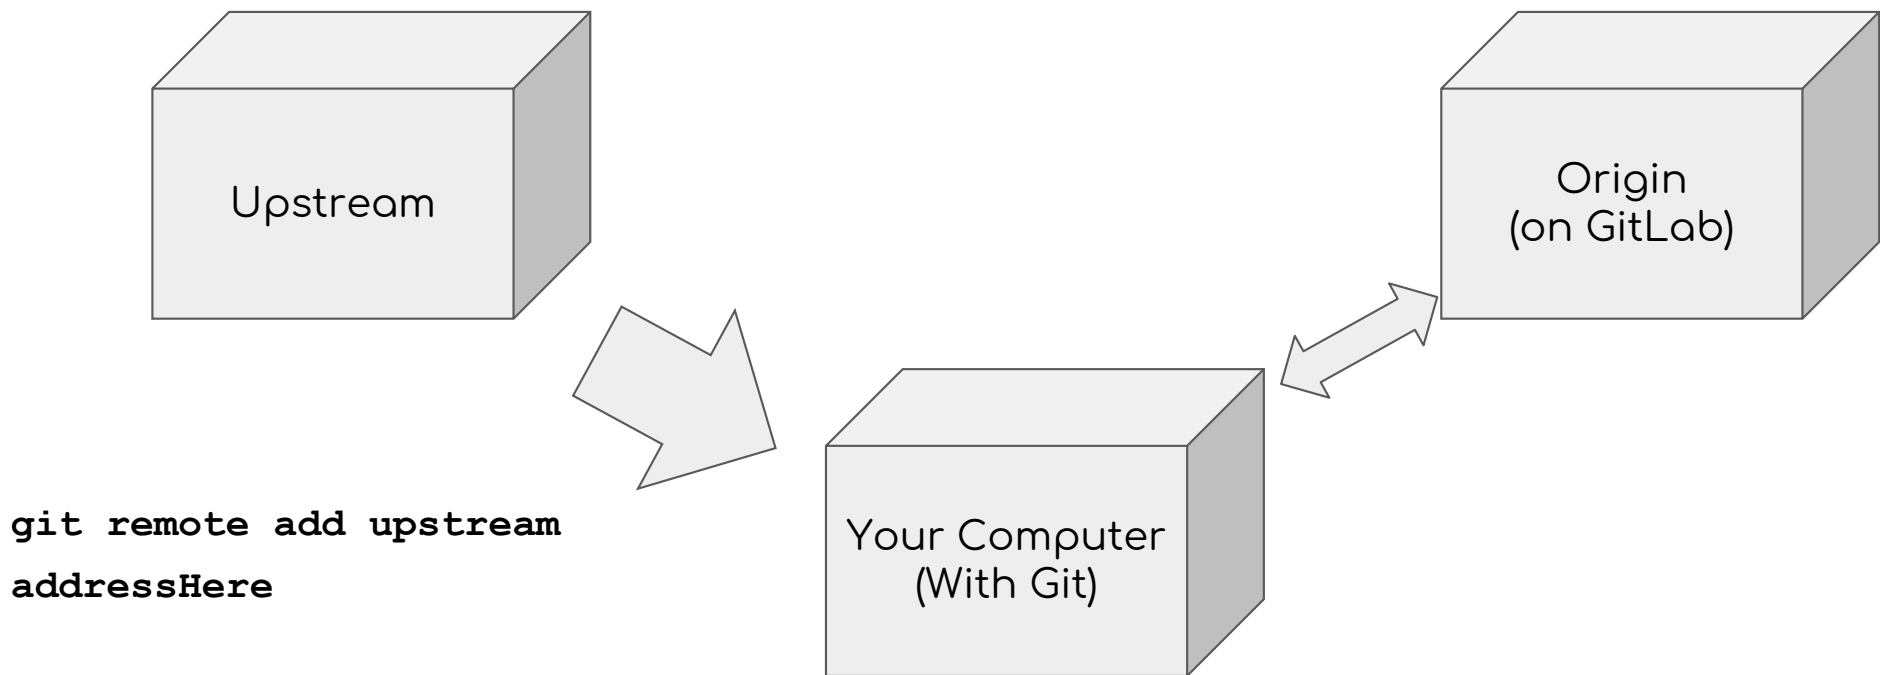 Upstream
Origin
(on GitLab)
git remote add upstream
addressHere
Your Computer
(With Git)